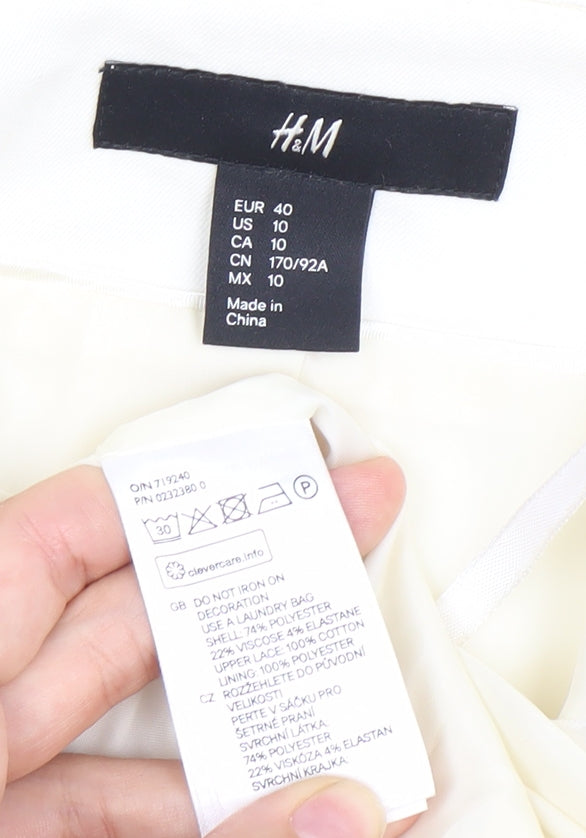 H&M
EUR 40
US 10
CA 10
CN 170/92A
MX 10
Made in
China
O/N 719240
P/N 0232380 0
30
P
clevercare.info
GB DO NOT IRON ON
DECORATION
USE A LAUNDRY BAG
SHELL: 74% POLYESTER
22% VISCOSE 4% ELASTANE
UPPER LACE: 100% COTTON
LINING: 100% POLYESTER
CZ ROZŽEHLETE DO PŮVODNÍ
VELIKOSTI
PERTE V SÁČKU PRO
ŠETRNÉ PRANÍ
SVRCHNÍ LÁTKA:
74% POLYESTER
22% VISKÓZA 4% ELASTAN
SVRCHNÍ KRAJKA: